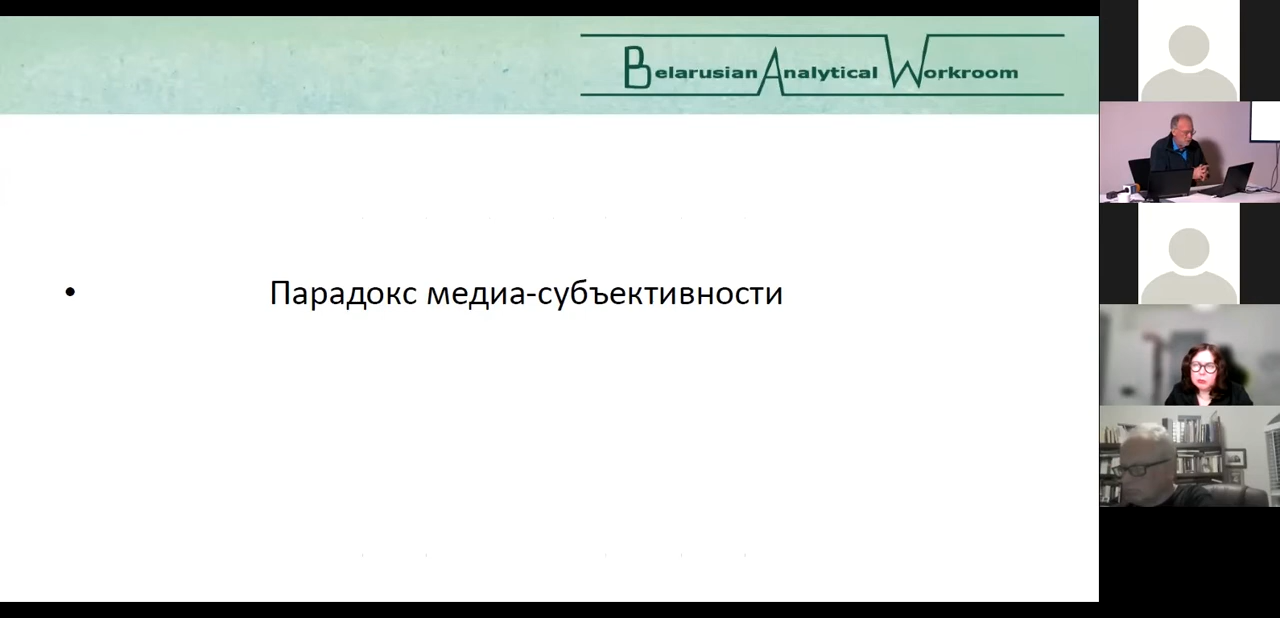 Belarusian Analytical Workroom
• Парадокс медиа-субъективности